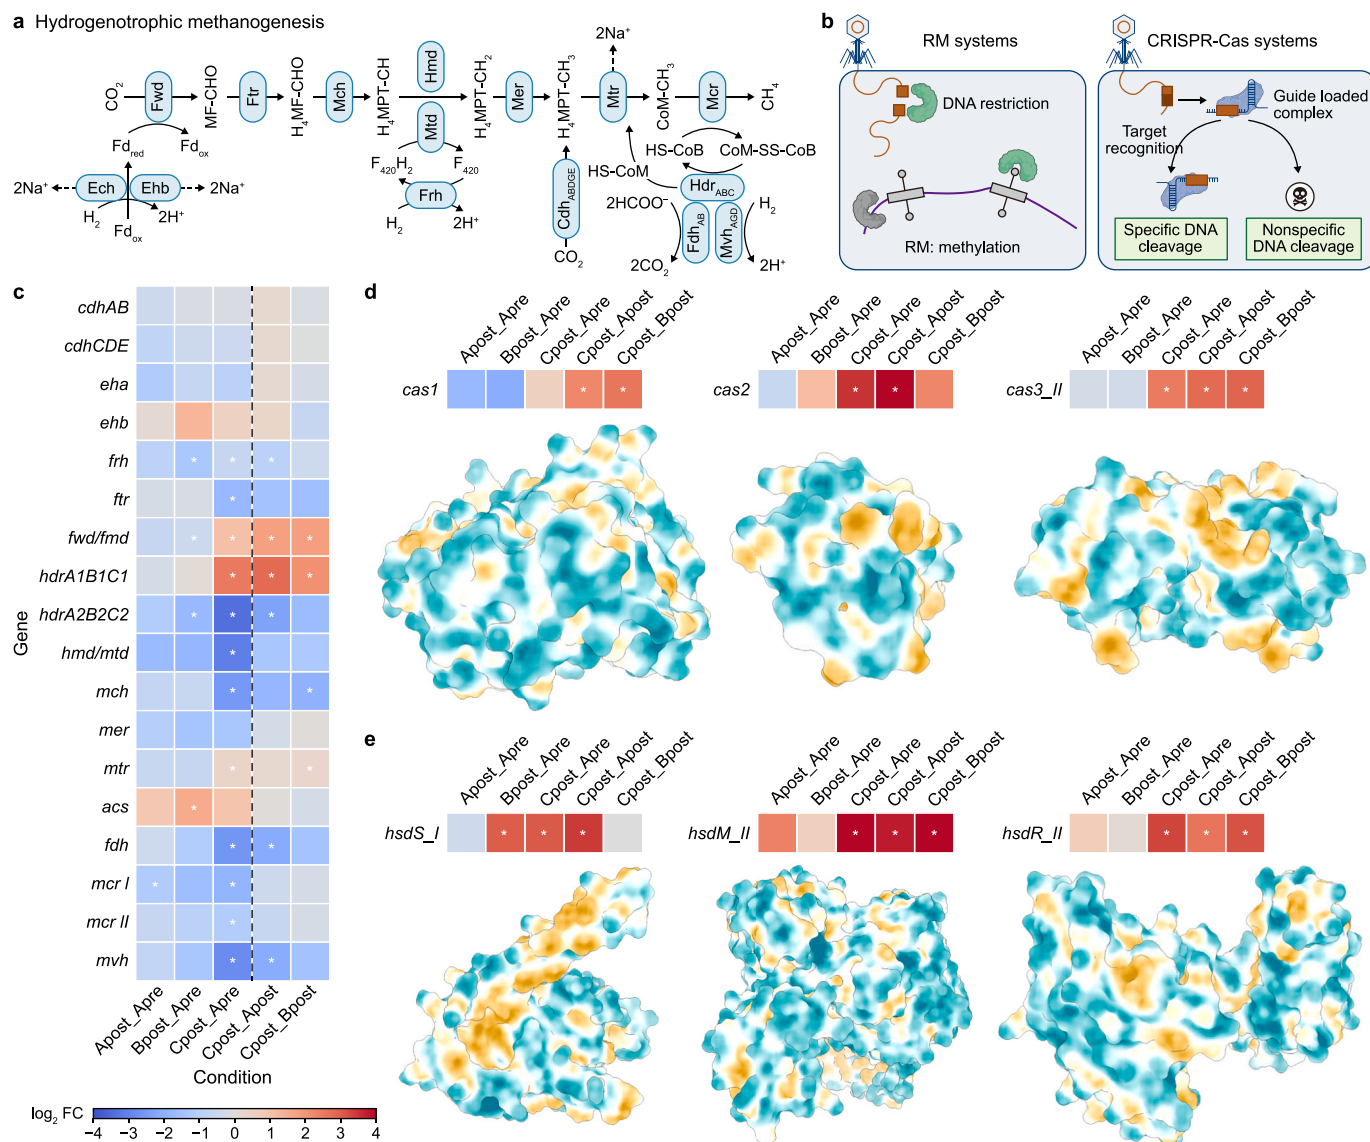 a Hydrogenotrophic methanogenesis
CO2
Fwd
MF-CHO
Ftr
H4MF-CHO
Mch
H4MPT-CH
Hmd
Mtd
H4MPT-CH2
Mer
H4MPT-CH3
2Na+
Mtr
CoM-CH3
Mcr
CH4
Fdred
Fdox
2Na+
Ech
Ehb
2Na+
H2
2H+
Fdox
F420H2
F420
Frh
H2
2H+
CdhABDGE
CO2
HS-CoB
CoM-SS-CoB
HS-CoM
HdrABC
2HCOO−
FdhAB
MvhAGD
H2
2CO2
2H+
b
RM systems
DNA restriction
RM: methylation
CRISPR-Cas systems
Guide loaded
complex
Target
recognition
Specific DNA
cleavage
Nonspecific
DNA cleavage
c
Gene
cdhAB
cdhCDE
eha
ehb
frh * * *
ftr *
fwd/fmd * * * *
hdrA1B1C1 * * *
hdrA2B2C2 * * *
hmd/mtd *
mch * *
mer
mtr * *
acs *
fdh * *
mcr I * *
mcr II *
mvh * *
Apost_Apre
Bpost_Apre
Cpost_Apre
Cpost_Apost
Cpost_Bpost
Condition
log2 FC
−4 −3 −2 −1 0 1 2 3 4
d
Apost_Apre
Bpost_Apre
Cpost_Apre
Cpost_Apost
Cpost_Bpost
cas1 * *
Apost_Apre
Bpost_Apre
Cpost_Apre
Cpost_Apost
Cpost_Bpost
cas2 * *
Apost_Apre
Bpost_Apre
Cpost_Apre
Cpost_Apost
Cpost_Bpost
cas3_II * * *
e
Apost_Apre
Bpost_Apre
Cpost_Apre
Cpost_Apost
Cpost_Bpost
hsdS_I * * *
Apost_Apre
Bpost_Apre
Cpost_Apre
Cpost_Apost
Cpost_Bpost
hsdM_II * * *
Apost_Apre
Bpost_Apre
Cpost_Apre
Cpost_Apost
Cpost_Bpost
hsdR_II * * *